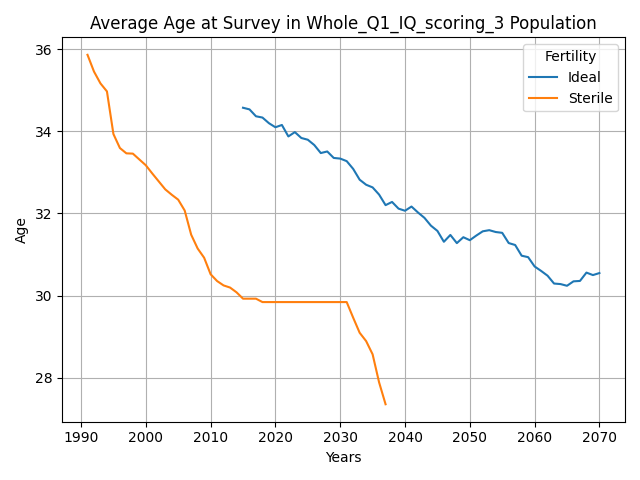 Average Age at Survey in Whole_Q1_IQ_scoring_3 Population
Fertility
Ideal
Sterile
Age
36
34
32
30
28
1990 2000 2010 2020 2030 2040 2050 2060 2070
Years